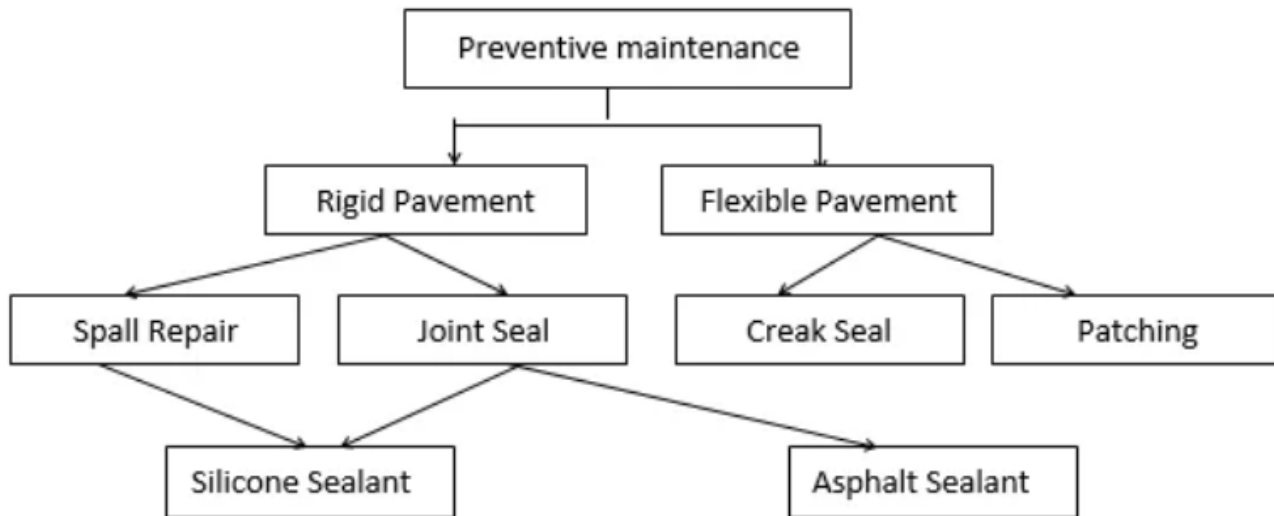 Preventive maintenance
Rigid Pavement
Flexible Pavement
Spall Repair
Joint Seal
Creak Seal
Patching
Silicone Sealant
Asphalt Sealant